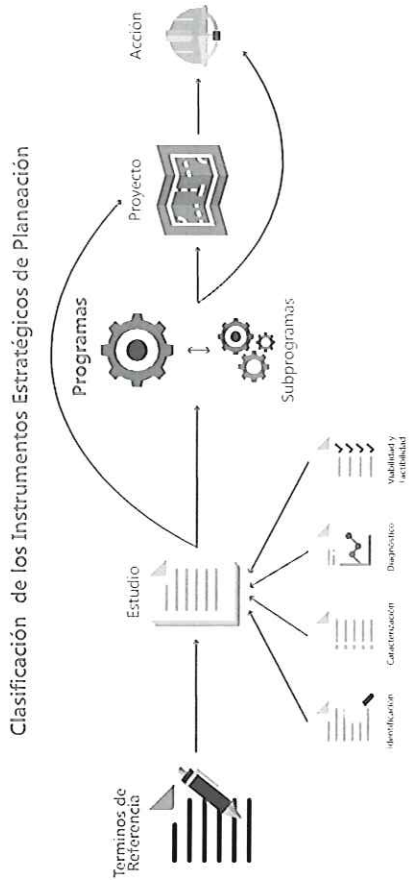 Clasificación de los Instrumentos Estratégicos de Planeación
Terminos de
Referencia
Estudio
Programas
Subprogramas
Proyecto
Acción
Identificación
Caracterización
Diagnóstico
Viabilidad y
Factibilidad